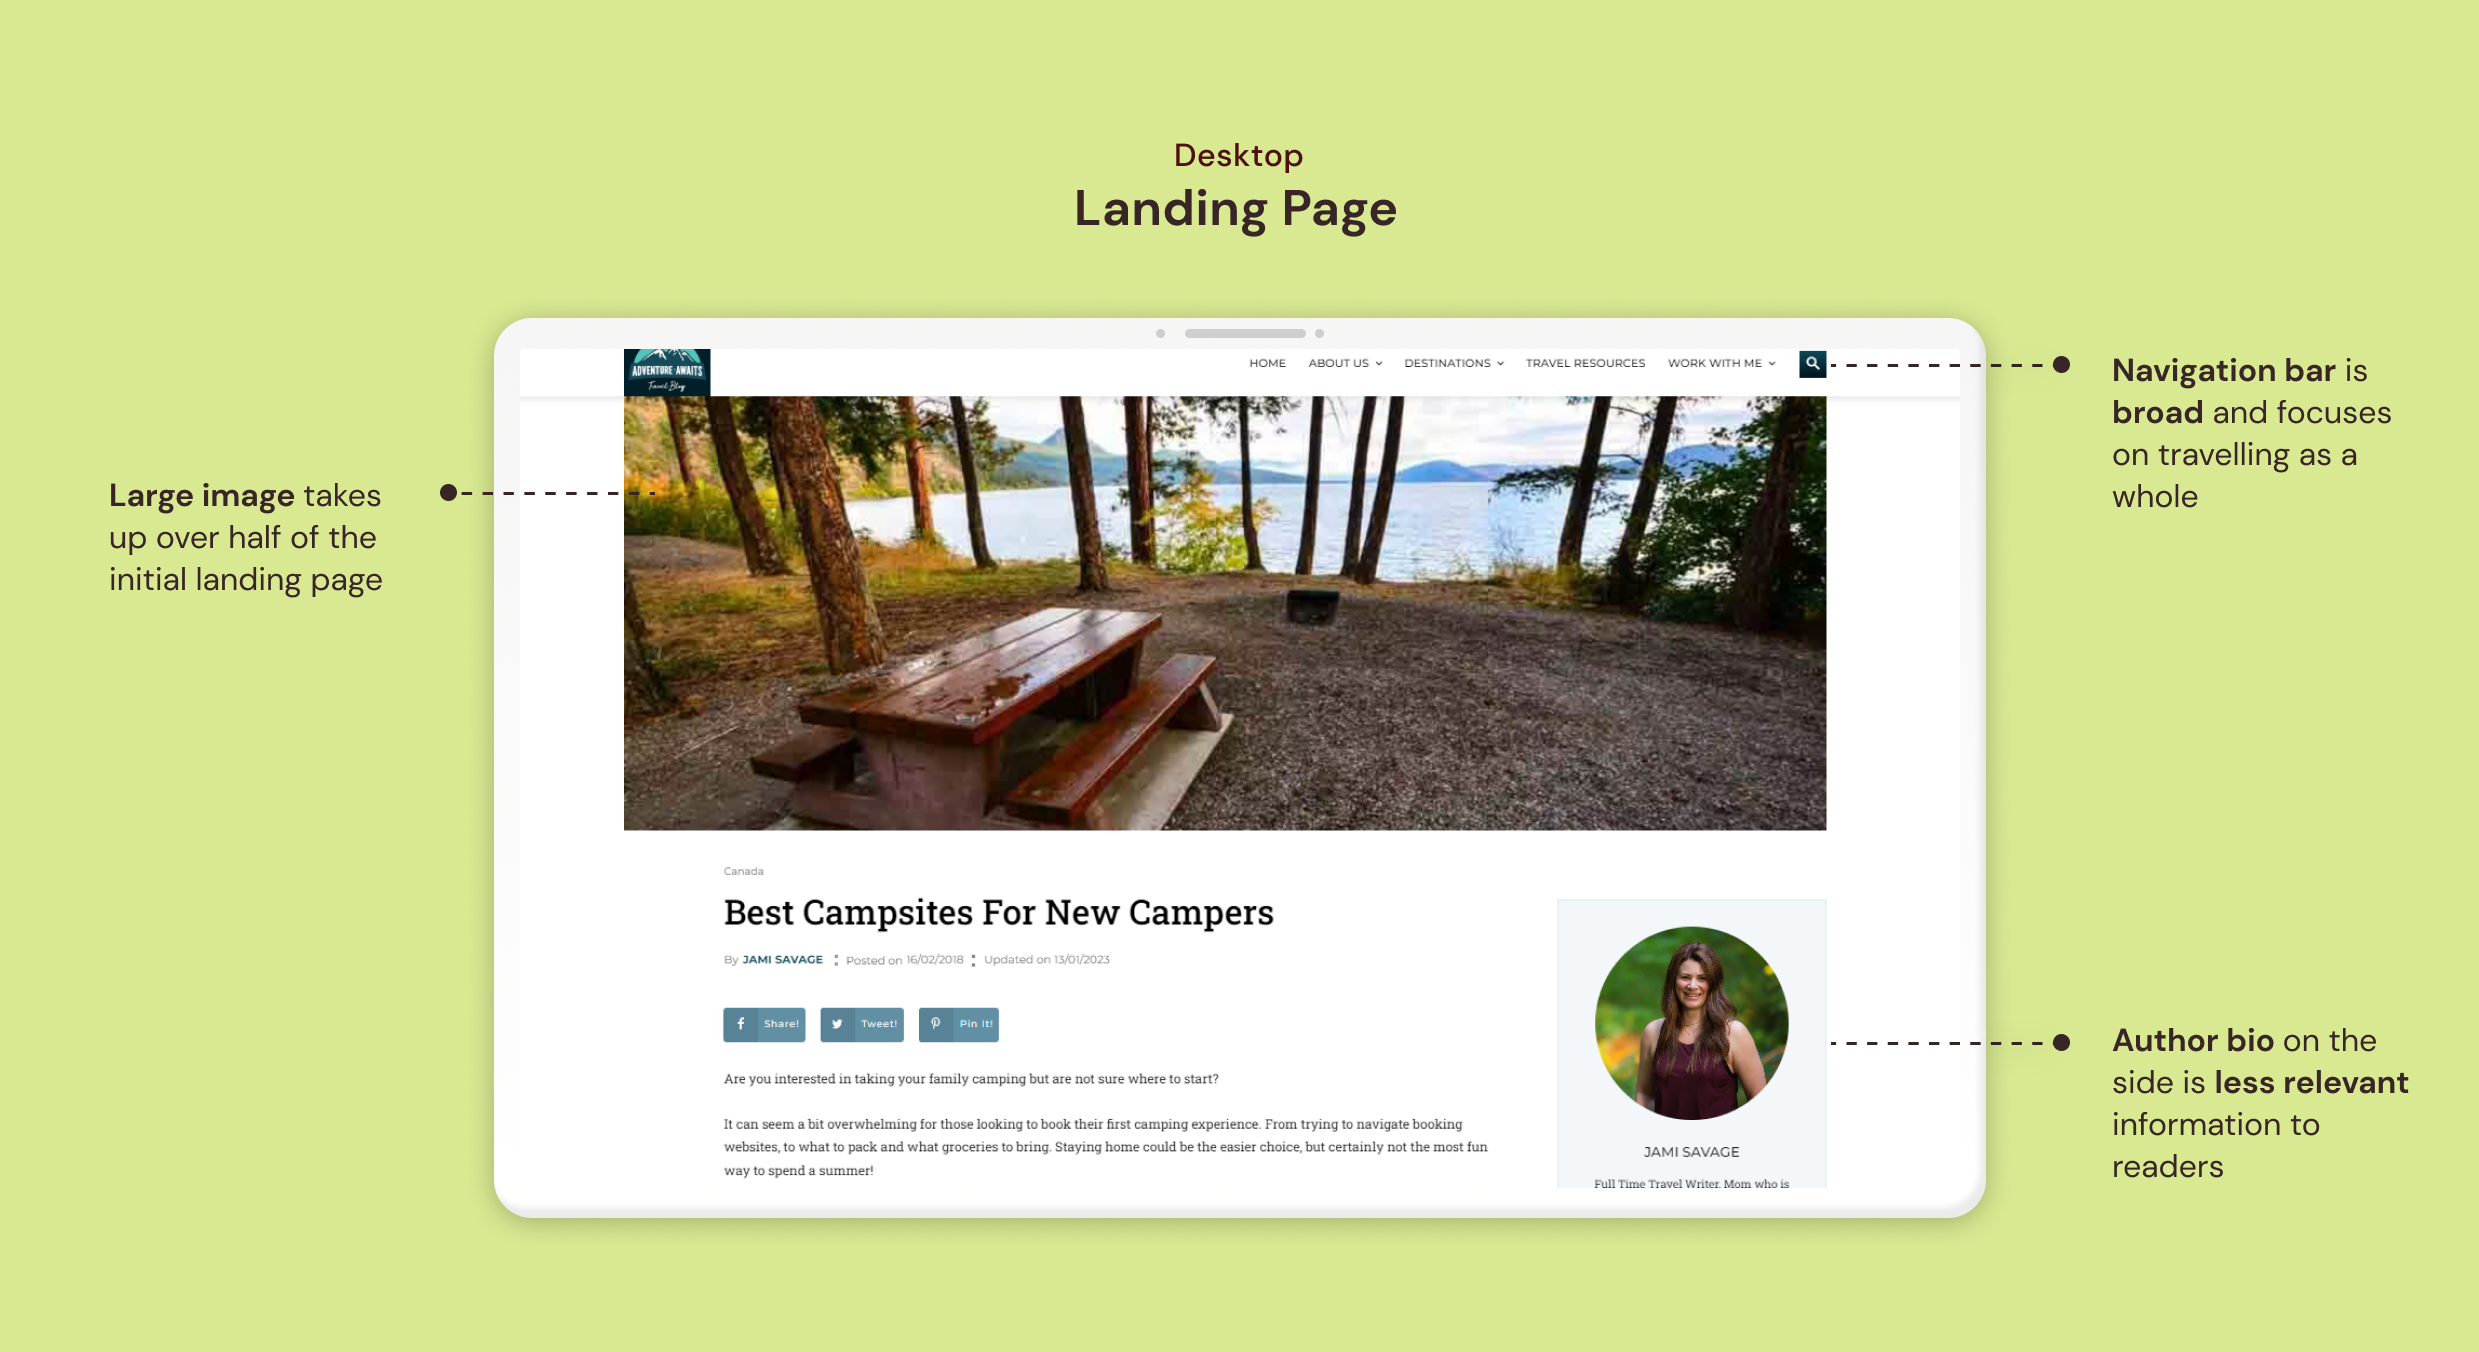 Desktop
Landing Page
ADVENTURE AWAITS
Travel Blog
HOME ABOUT US DESTINATIONS TRAVEL RESOURCES WORK WITH ME
Navigation bar is
broad and focuses
on travelling as a
whole
Large image takes
up over half of the
initial landing page
Canada
Best Campsites For New Campers
By JAMI SAVAGE : Posted on 16/02/2018 : Updated on 13/01/2023
Share! Tweet! Pin It!
Are you interested in taking your family camping but are not sure where to start?
It can seem a bit overwhelming for those looking to book their first camping experience. From trying to navigate booking
websites, to what to pack and what groceries to bring. Staying home could be the easier choice, but certainly not the most fun
way to spend a summer!
JAMI SAVAGE
Full Time Travel Writer. Mom who is
Author bio on the
side is less relevant
information to
readers